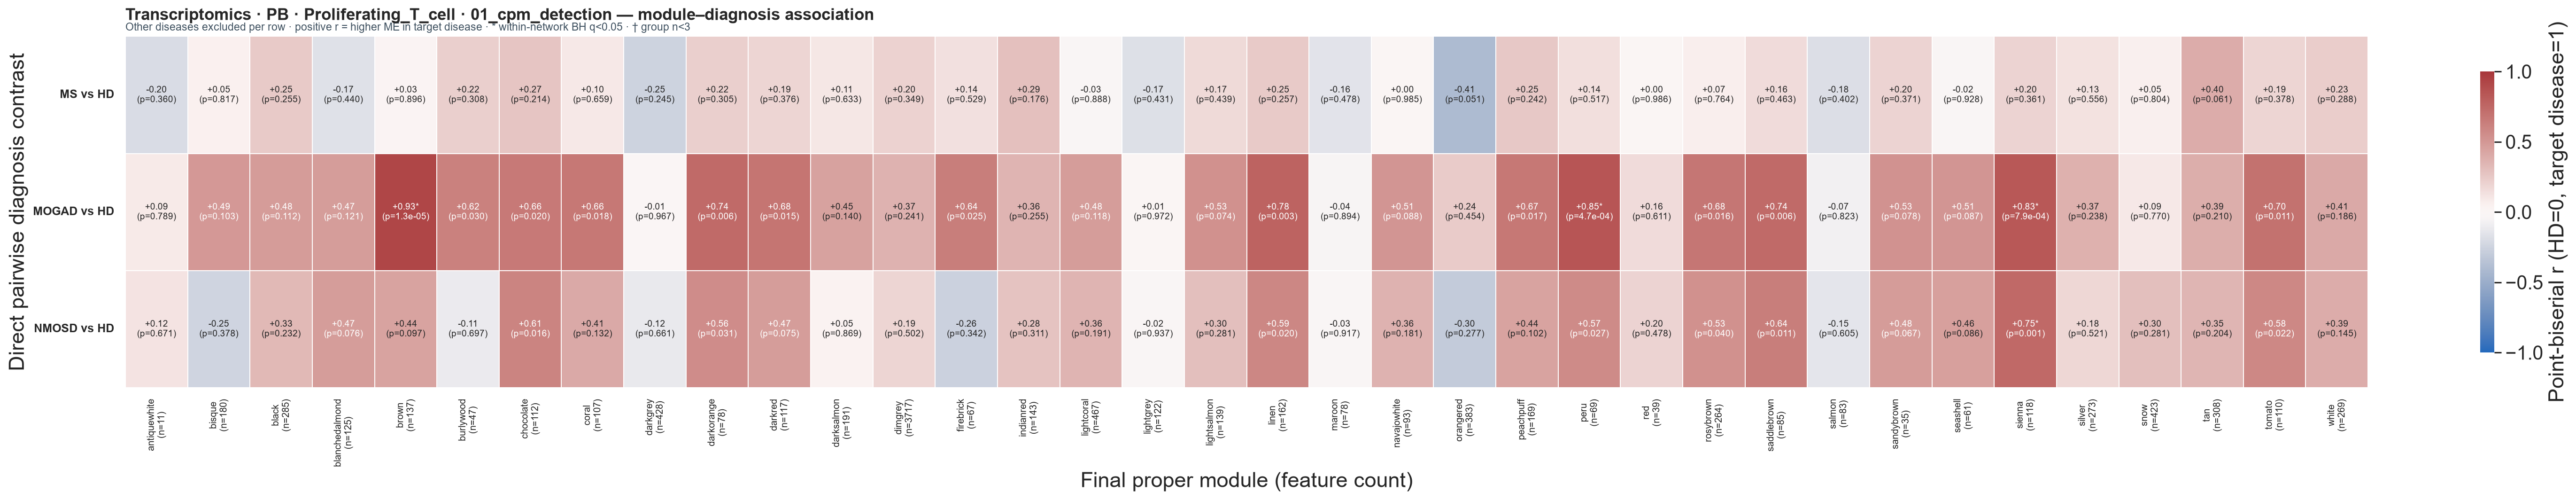 Transcriptomics · PB · Proliferating_T_cell · 01_cpm_detection — module–diagnosis association
Other diseases excluded per row · positive r = higher ME in target disease · * within-network BH q<0.05 · † group n<3
Direct pairwise diagnosis contrast
MS vs HD
-0.20 +0.05 +0.25 -0.17 +0.03 +0.22 +0.27 +0.10 -0.25 +0.22 +0.19 +0.11 +0.20 +0.14 +0.29 -0.03 -0.17 +0.17 +0.25 -0.16 +0.00 -0.41 +0.25 +0.14 +0.00 +0.07 +0.16 -0.18 +0.20 -0.02 +0.20 +0.13 +0.05 +0.40 +0.19 +0.23
(p=0.360) (p=0.817) (p=0.255) (p=0.440) (p=0.896) (p=0.308) (p=0.214) (p=0.659) (p=0.245) (p=0.305) (p=0.376) (p=0.633) (p=0.349) (p=0.529) (p=0.176) (p=0.888) (p=0.431) (p=0.439) (p=0.257) (p=0.478) (p=0.985) (p=0.051) (p=0.242) (p=0.517) (p=0.986) (p=0.764) (p=0.463) (p=0.402) (p=0.371) (p=0.928) (p=0.361) (p=0.556) (p=0.804) (p=0.061) (p=0.378) (p=0.288)
MOGAD vs HD
+0.09 +0.49 +0.48 +0.47 +0.93* +0.62 +0.66 +0.66 -0.01 +0.74 +0.68 +0.45 +0.37 +0.64 +0.36 +0.48 +0.01 +0.53 +0.78 -0.04 +0.51 +0.24 +0.67 +0.85* +0.16 +0.68 +0.74 -0.07 +0.53 +0.51 +0.83* +0.37 +0.09 +0.39 +0.70 +0.41
(p=0.789) (p=0.103) (p=0.112) (p=0.121) (p=1.3e-05) (p=0.030) (p=0.020) (p=0.018) (p=0.967) (p=0.006) (p=0.015) (p=0.140) (p=0.241) (p=0.025) (p=0.255) (p=0.118) (p=0.972) (p=0.074) (p=0.003) (p=0.894) (p=0.088) (p=0.454) (p=0.017) (p=4.7e-04) (p=0.611) (p=0.016) (p=0.006) (p=0.823) (p=0.078) (p=0.087) (p=7.9e-04) (p=0.238) (p=0.770) (p=0.210) (p=0.011) (p=0.186)
NMOSD vs HD
+0.12 -0.25 +0.33 +0.47 +0.44 -0.11 +0.61 +0.41 -0.12 +0.56 +0.47 +0.05 +0.19 -0.26 +0.28 +0.36 -0.02 +0.30 +0.59 -0.03 +0.36 -0.30 +0.44 +0.57 +0.20 +0.53 +0.64 -0.15 +0.48 +0.46 +0.75* +0.18 +0.30 +0.35 +0.58 +0.39
(p=0.671) (p=0.378) (p=0.232) (p=0.076) (p=0.097) (p=0.697) (p=0.016) (p=0.132) (p=0.661) (p=0.031) (p=0.075) (p=0.869) (p=0.502) (p=0.342) (p=0.311) (p=0.191) (p=0.937) (p=0.281) (p=0.020) (p=0.917) (p=0.181) (p=0.277) (p=0.102) (p=0.027) (p=0.478) (p=0.040) (p=0.011) (p=0.605) (p=0.067) (p=0.086) (p=0.001) (p=0.521) (p=0.281) (p=0.204) (p=0.022) (p=0.145)
antiquewhite
(n=11)
bisque
(n=180)
black
(n=285)
blanchedalmond
(n=125)
brown
(n=137)
burlywood
(n=47)
chocolate
(n=112)
coral
(n=107)
darkgrey
(n=428)
darkorange
(n=78)
darkred
(n=117)
darksalmon
(n=191)
dimgrey
(n=3717)
firebrick
(n=67)
indianred
(n=143)
lightcoral
(n=467)
lightgrey
(n=122)
lightsalmon
(n=139)
linen
(n=162)
maroon
(n=78)
navajowhite
(n=93)
orangered
(n=383)
peachpuff
(n=169)
peru
(n=69)
red
(n=39)
rosybrown
(n=264)
saddlebrown
(n=85)
salmon
(n=83)
sandybrown
(n=35)
seashell
(n=61)
sienna
(n=118)
silver
(n=273)
snow
(n=423)
tan
(n=308)
tomato
(n=110)
white
(n=269)
Final proper module (feature count)
1.0
0.5
0.0
−0.5
−1.0
Point-biserial r (HD=0, target disease=1)